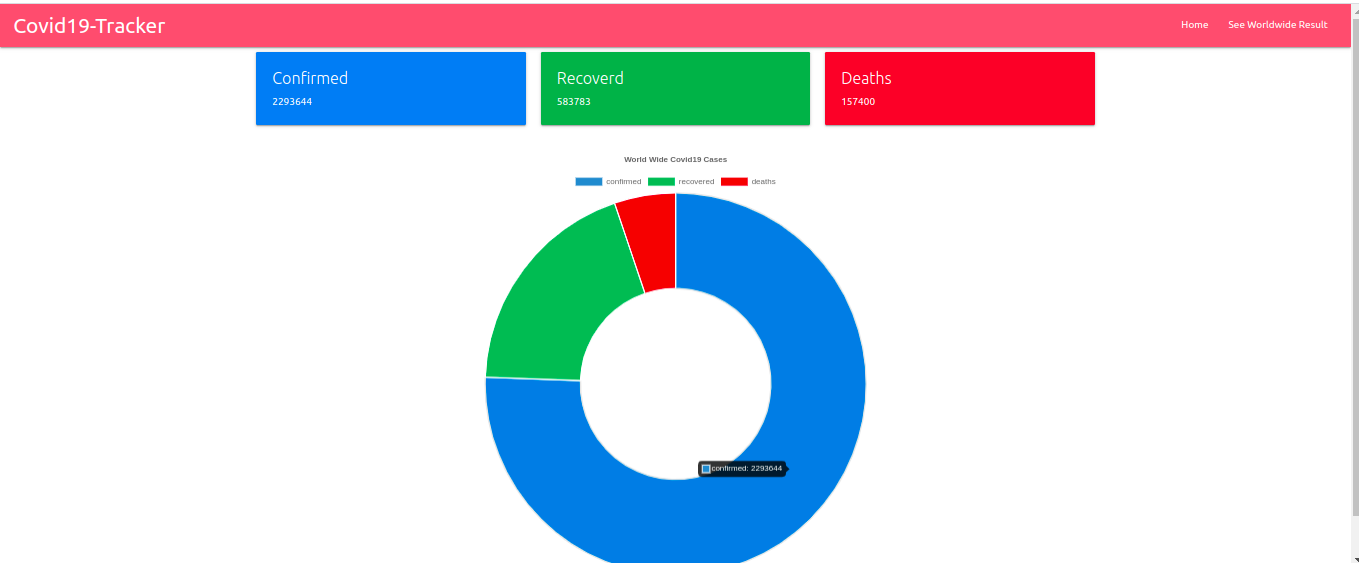 Covid19-Tracker
Home See Worldwide Result
Confirmed
2293644
Recoverd
583783
Deaths
157400
World Wide Covid19 Cases
confirmed recovered deaths
confirmed: 2293644